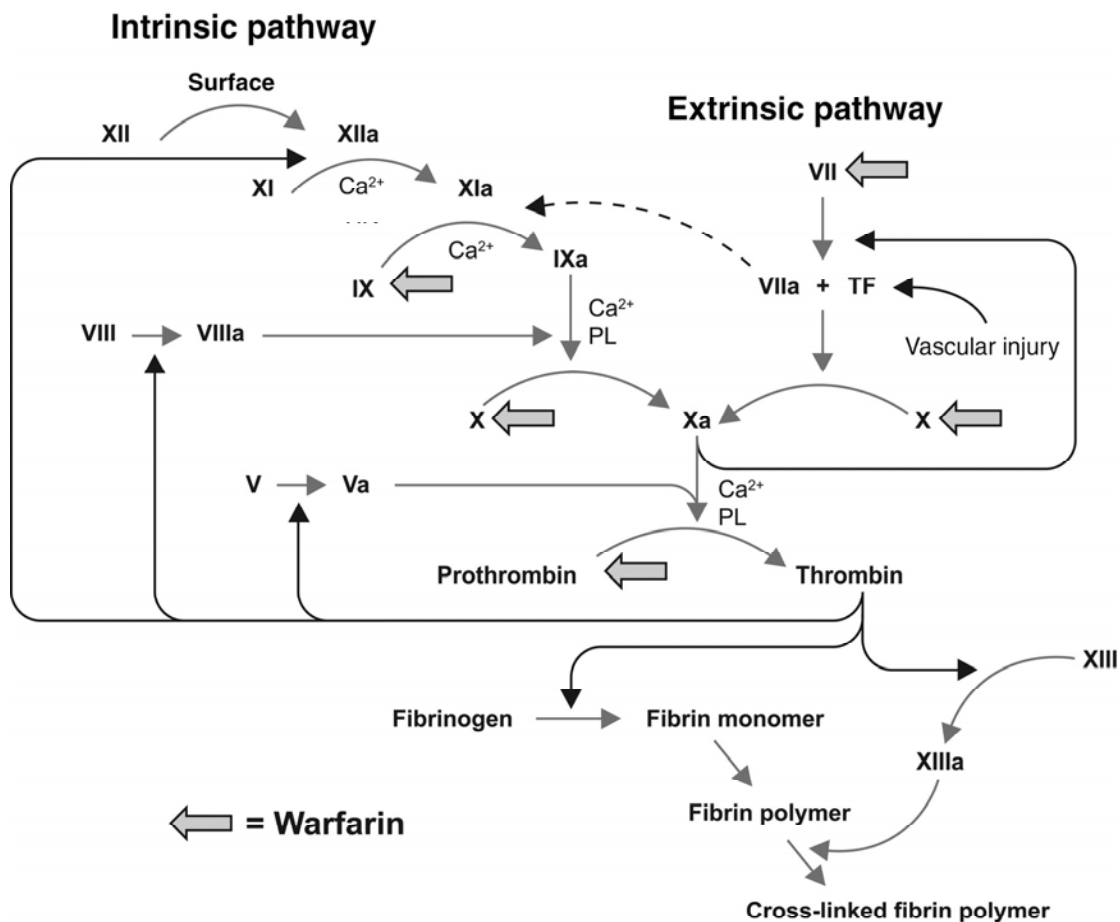 Intrinsic pathway
Surface
Extrinsic pathway
XII
XIIa
VII
XI
Ca²⁺
XIa
Ca²⁺
IXa
IX
VIIa + TF
Ca²⁺
PL
VIII
VIIIa
Vascular injury
X
Xa
X
V
Va
Ca²⁺
PL
Prothrombin
Thrombin
XIII
Fibrinogen
Fibrin monomer
XIIIa
Fibrin polymer
= Warfarin
Cross-linked fibrin polymer